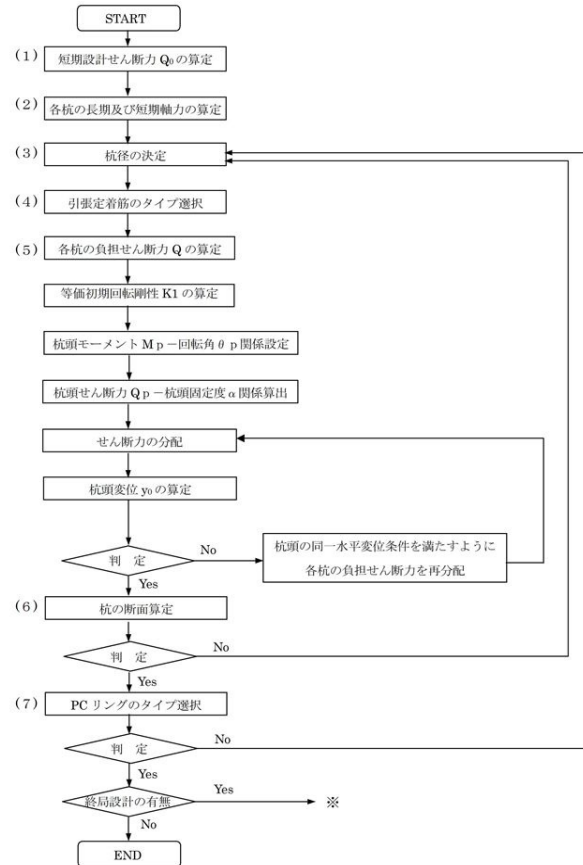 START
(1) 短期設計せん断力 Q₀ の算定
(2) 各杭の長期及び短期軸力の算定
(3) 杭径の決定
(4) 引張定着筋のタイプ選択
(5) 各杭の負担せん断力 Q の算定
等価初期回転剛性 K1 の算定
杭頭モーメント Mp－回転角 θp 関係設定
杭頭せん断力 Qp－杭頭固定度 α 関係算出
せん断力の分配
杭頭変位 y₀ の算定
判 定
No
杭頭の同一水平変位条件を満たすように
各杭の負担せん断力を再分配
Yes
(6) 杭の断面算定
判 定
No
Yes
(7) PC リングのタイプ選択
判 定
No
Yes
終局設計の有無
Yes
※
No
END